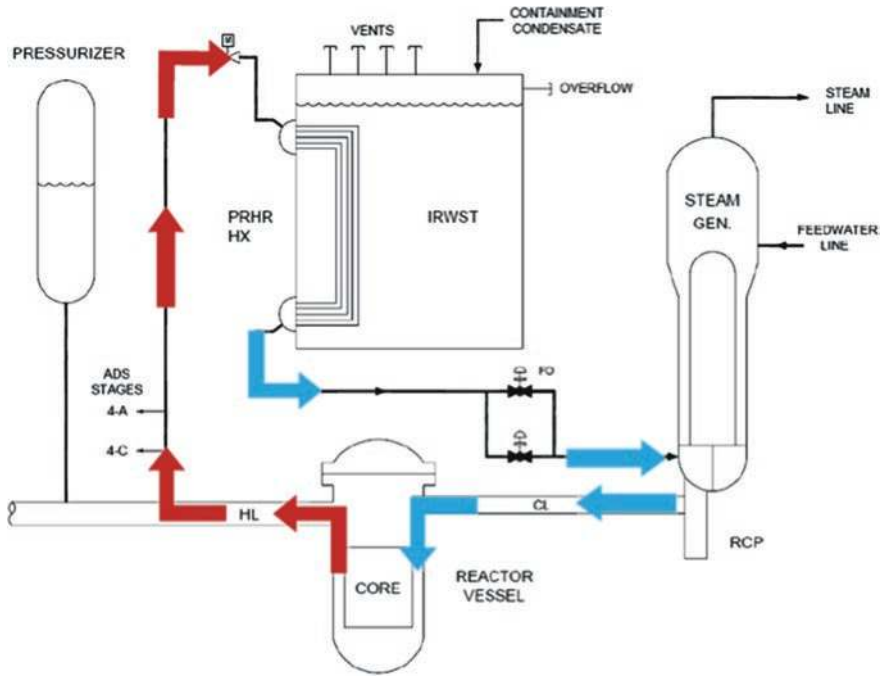 CONTAINMENT
CONDENSATE
VENTS
PRESSURIZER
M
OVERFLOW
STEAM
LINE
PRHR
HX
IRWST
STEAM
GEN.
FEEDWATER
LINE
ADS
STAGES
4-A
4-C
FO
HL
CL
CORE
REACTOR
VESSEL
RCP